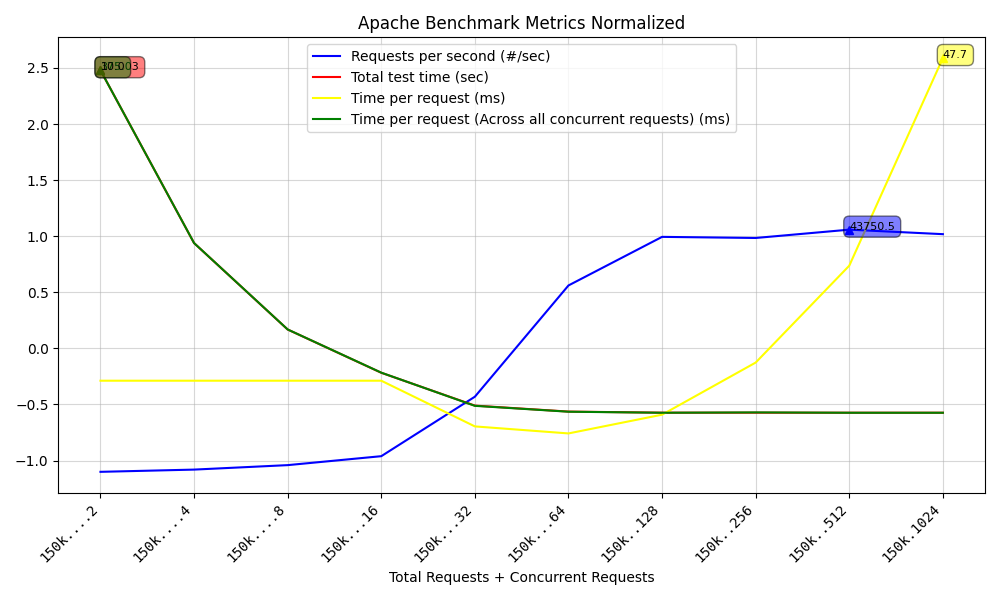 Apache Benchmark Metrics Normalized
Requests per second (#/sec)
Total test time (sec)
Time per request (ms)
Time per request (Across all concurrent requests) (ms)
47.7
43750.5
2.5
2.0
1.5
1.0
0.5
0.0
−0.5
−1.0
150k....2
150k....4
150k....8
150k...16
150k...32
150k...64
150k..128
150k..256
150k..512
150k.1024
Total Requests + Concurrent Requests